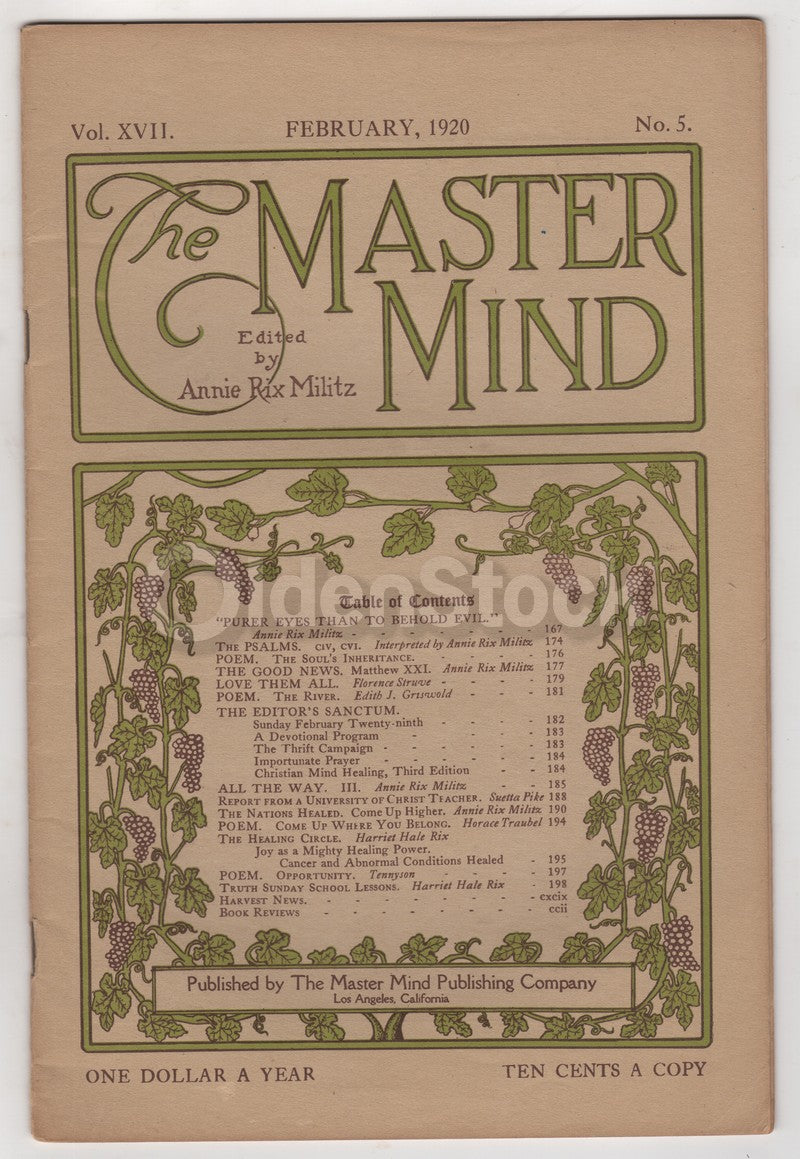 Vol. XVII. FEBRUARY, 1920 No. 5.
The MASTER
MIND
Edited
by
Annie Rix Militz
OldenStock
Table of Contents
"PURER EYES THAN TO BEHOLD EVIL."
Annie Rix Militz - - - - - - - - 167
THE PSALMS. CIV, CVI. Interpreted by Annie Rix Militz 174
POEM. THE SOUL'S INHERITANCE. - - - - 176
THE GOOD NEWS. Matthew XXI. Annie Rix Militz 177
LOVE THEM ALL. Florence Struve - - - - 179
POEM. THE RIVER. Edith J. Griswold - - - 181
THE EDITOR'S SANCTUM.
Sunday February Twenty-ninth - - - - 182
A Devotional Program - - - - 183
The Thrift Campaign - - - - - 183
Importunate Prayer - - - - - 184
Christian Mind Healing, Third Edition - - 184
ALL THE WAY. III. Annie Rix Militz - - 185
REPORT FROM A UNIVERSITY OF CHRIST TEACHER. Suetta Pike 188
THE NATIONS HEALED. Come Up Higher. Annie Rix Militz 190
POEM. COME UP WHERE YOU BELONG. Horace Traubel 194
THE HEALING CIRCLE. Harriet Hale Rix
Joy as a Mighty Healing Power.
Cancer and Abnormal Conditions Healed - 195
POEM. OPPORTUNITY. Tennyson - - - - 197
TRUTH SUNDAY SCHOOL LESSONS. Harriet Hale Rix - 198
HARVEST NEWS. - - - - - - - - cxcix
BOOK REVIEWS - - - - - - - - ccii
Published by The Master Mind Publishing Company
Los Angeles, California
ONE DOLLAR A YEAR TEN CENTS A COPY